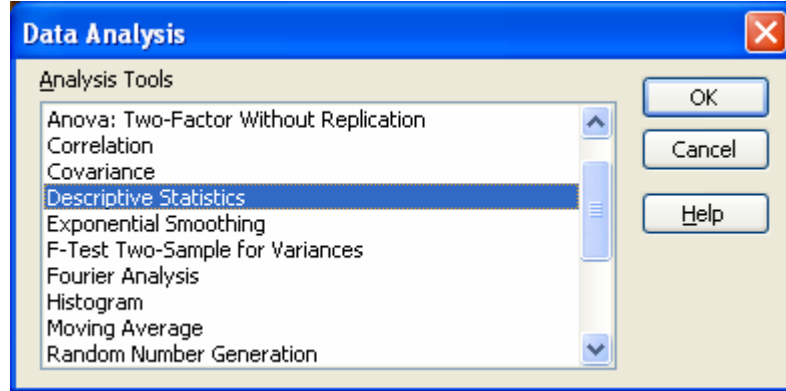 Data Analysis
Analysis Tools
Anova: Two-Factor Without Replication
Correlation
Covariance
Descriptive Statistics
Exponential Smoothing
F-Test Two-Sample for Variances
Fourier Analysis
Histogram
Moving Average
Random Number Generation
OK
Cancel
Help